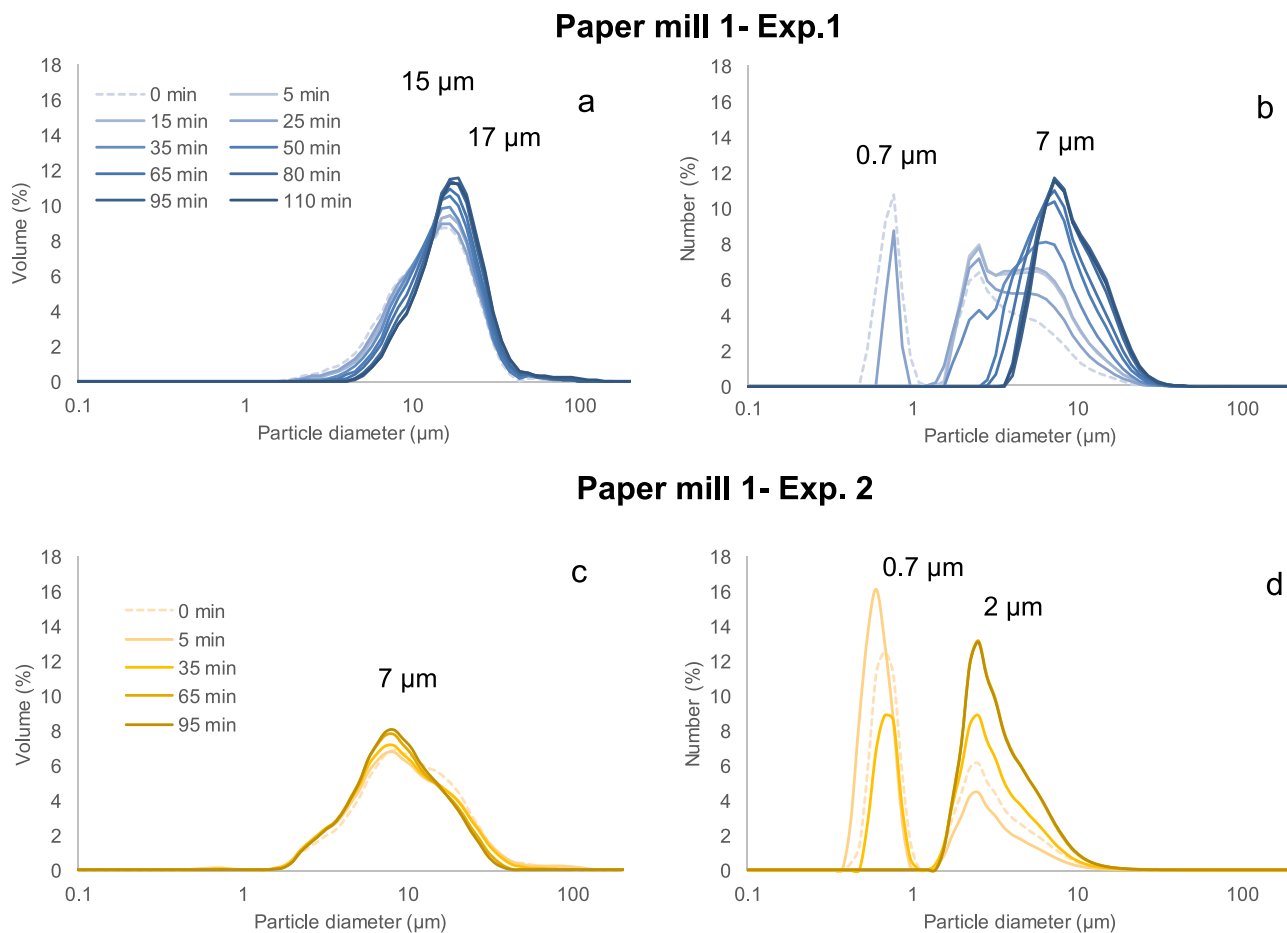 Paper mill 1- Exp.1
18
16
14
12
10
8
6
4
2
0
Volume (%)
0 min
5 min
15 min
25 min
35 min
50 min
65 min
80 min
95 min
110 min
15 µm
17 µm
a
0.1
1
10
100
Particle diameter (µm)
18
16
14
12
10
8
6
4
2
0
Number (%)
0.7 µm
7 µm
b
0.1
1
10
100
Particle diameter (µm)
Paper mill 1- Exp. 2
18
16
14
12
10
8
6
4
2
0
Volume (%)
0 min
5 min
35 min
65 min
95 min
7 µm
c
0.1
1
10
100
Particle diameter (µm)
18
16
14
12
10
8
6
4
2
0
Number (%)
0.7 µm
2 µm
d
0.1
1
10
100
Particle diameter (µm)